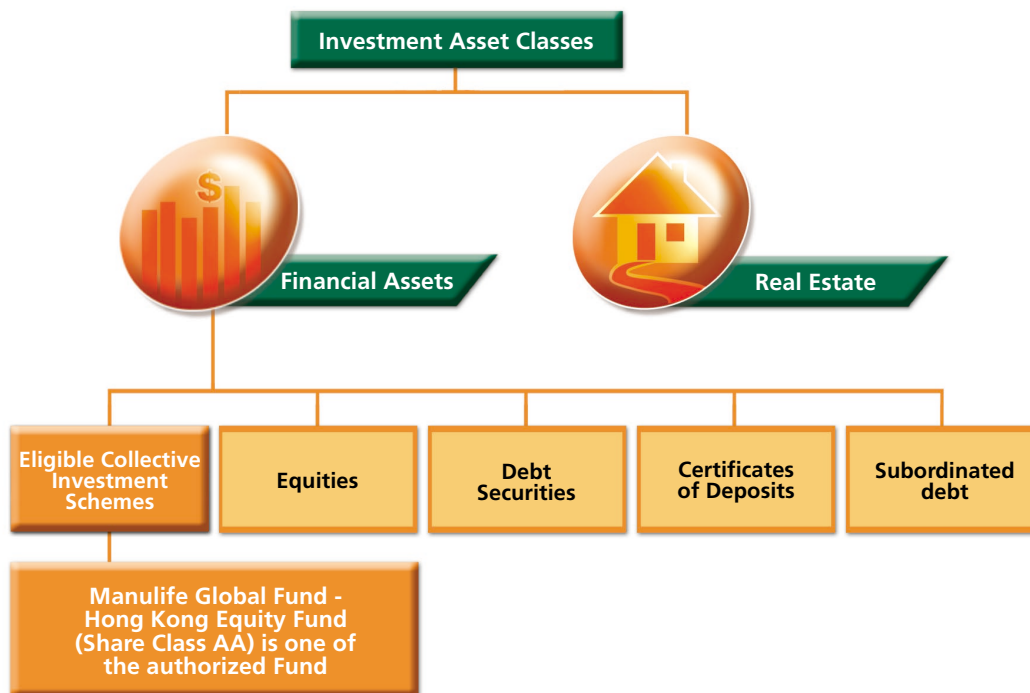 Investment Asset Classes
$
Financial Assets
Real Estate
Eligible Collective
Investment
Schemes
Equities
Debt
Securities
Certificates
of Deposits
Subordinated
debt
Manulife Global Fund -
Hong Kong Equity Fund
(Share Class AA) is one of
the authorized Fund